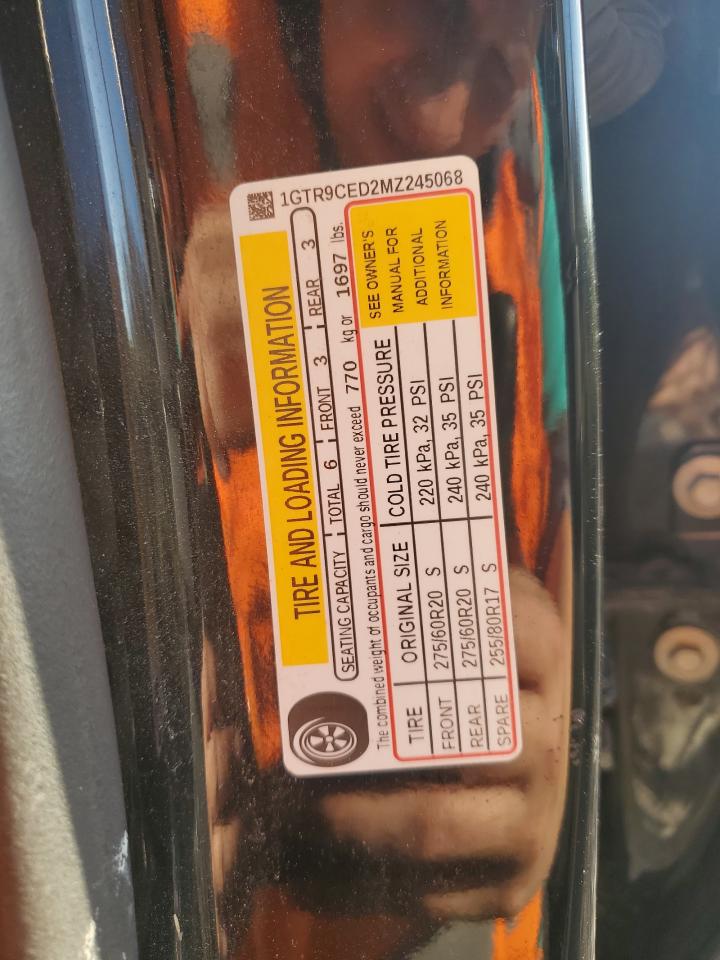 1GTR9CED2MZ245068
TIRE AND LOADING INFORMATION
SEATING CAPACITY TOTAL 6 FRONT 3 REAR 3
The combined weight of occupants and cargo should never exceed 770 kg or 1697 lbs.
TIRE ORIGINAL SIZE COLD TIRE PRESSURE
FRONT 275/60R20 S 220 kPa, 32 PSI
REAR 275/60R20 S 240 kPa, 35 PSI
SPARE 255/80R17 S 240 kPa, 35 PSI
SEE OWNER'S
MANUAL FOR
ADDITIONAL
INFORMATION